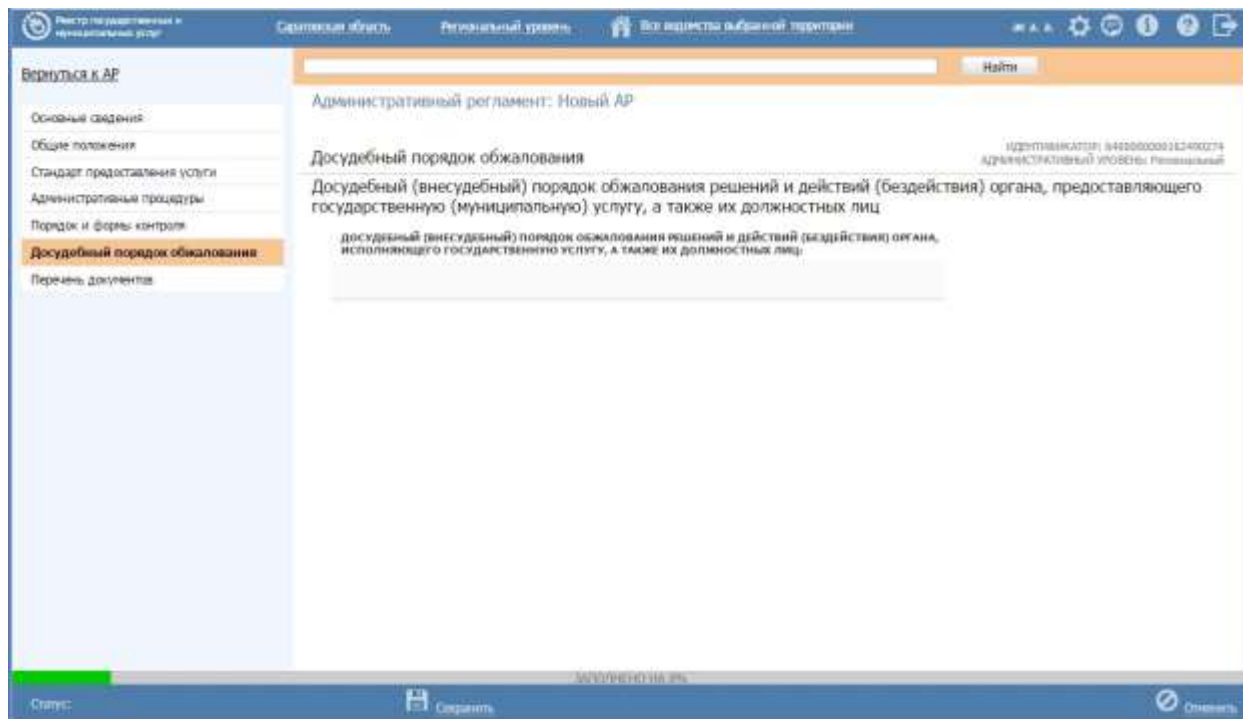 Реестр государственных и
муниципальных услуг
Саратовская область
Региональный уровень
Все ведомства выбранной территории
Вернуться к АР
Найти
Основные сведения
Общие положения
Стандарт предоставления услуги
Административные процедуры
Порядок и формы контроля
Досудебный порядок обжалования
Перечень документов
Административный регламент: Новый АР
Досудебный порядок обжалования
ИДЕНТИФИКАТОР:
АДМИНИСТРАТИВНЫЙ УРОВЕНЬ: Региональный
Досудебный (внесудебный) порядок обжалования решений и действий (бездействия) органа, предоставляющего
государственную (муниципальную) услугу, а также их должностных лиц
ДОСУДЕБНЫЙ (ВНЕСУДЕБНЫЙ) ПОРЯДОК ОБЖАЛОВАНИЯ РЕШЕНИЙ И ДЕЙСТВИЙ (БЕЗДЕЙСТВИЯ) ОРГАНА,
ИСПОЛНЯЮЩЕГО ГОСУДАРСТВЕННУЮ УСЛУГУ, А ТАКЖЕ ИХ ДОЛЖНОСТНЫХ ЛИЦ:
ЗАПОЛНЕНО НА
Статус:
Сохранить
Отменить